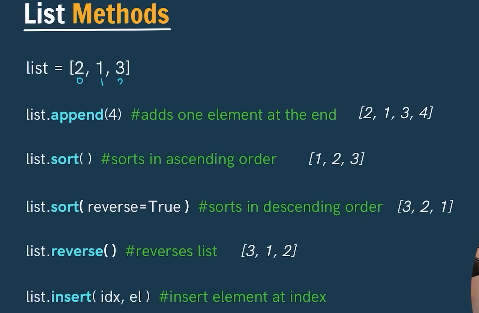 List Methods
list = [2, 1, 3]
0 1 2
list.append(4) #adds one element at the end [2, 1, 3, 4]
list.sort( ) #sorts in ascending order [1, 2, 3]
list.sort( reverse=True ) #sorts in descending order [3, 2, 1]
list.reverse( ) #reverses list [3, 1, 2]
list.insert( idx, el ) #insert element at index